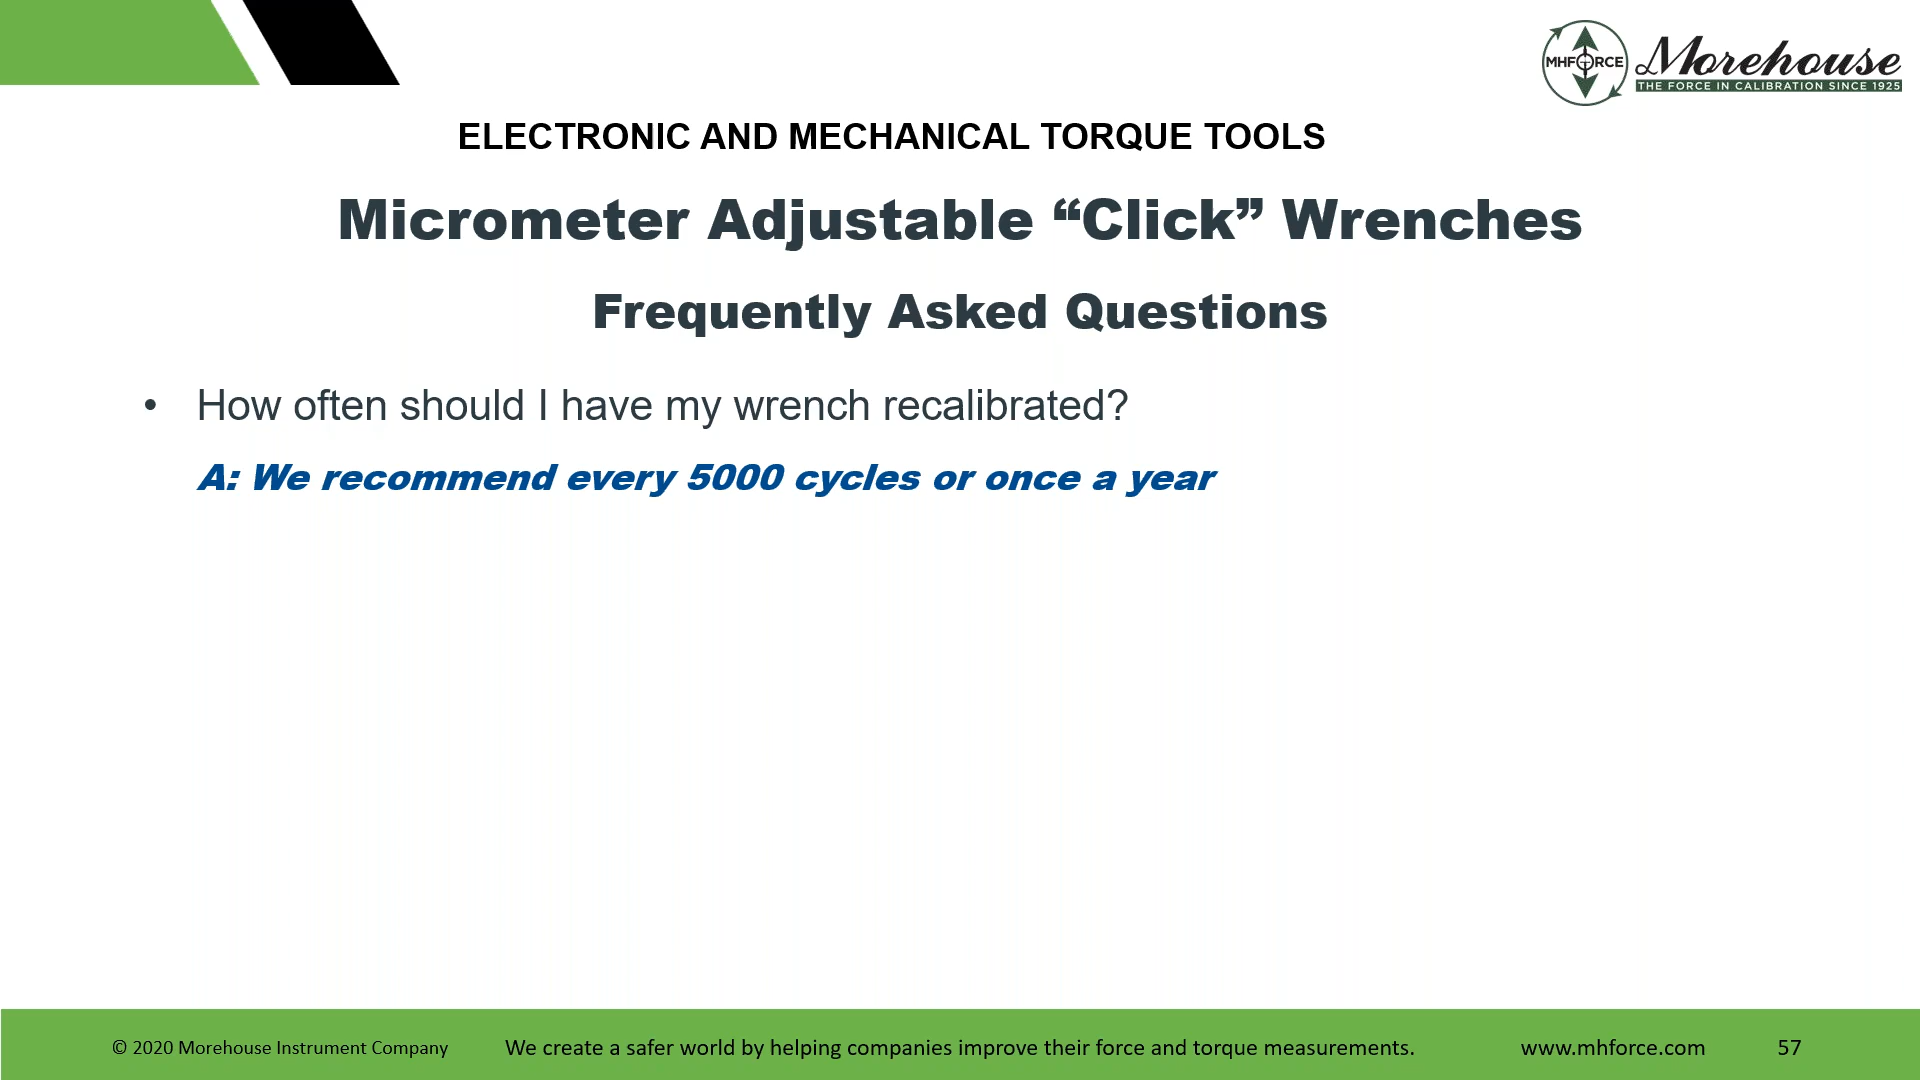 MHFORCE
Morehouse
THE FORCE IN CALIBRATION SINCE 1925
ELECTRONIC AND MECHANICAL TORQUE TOOLS
Micrometer Adjustable “Click” Wrenches
Frequently Asked Questions
• How often should I have my wrench recalibrated?
A: We recommend every 5000 cycles or once a year
© 2020 Morehouse Instrument Company We create a safer world by helping companies improve their force and torque measurements. www.mhforce.com 57